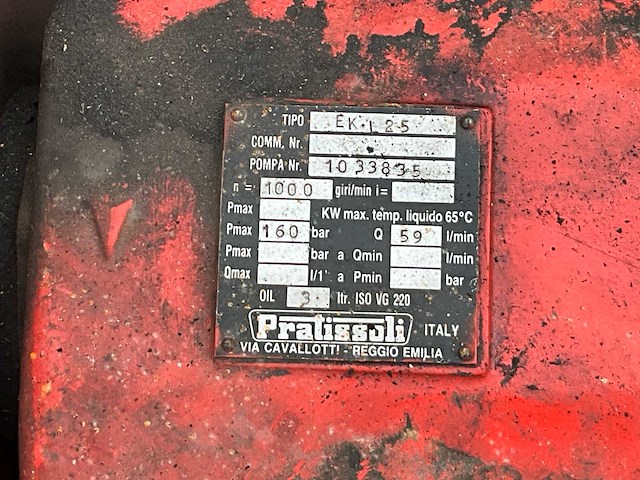 TIPO EK 1 25
COMM. Nr.
POMPA Nr. 1033835
n = 1000 giri/min i =
Pmax KW max. temp. liquido 65°C
Pmax 160 bar Q 59 l/min
Pmax bar a Qmin l/min
Qmax l/1' a Pmin bar
OIL 3 ltr. ISO VG 220
Pratissoli ITALY
VIA CAVALLOTTI - REGGIO EMILIA